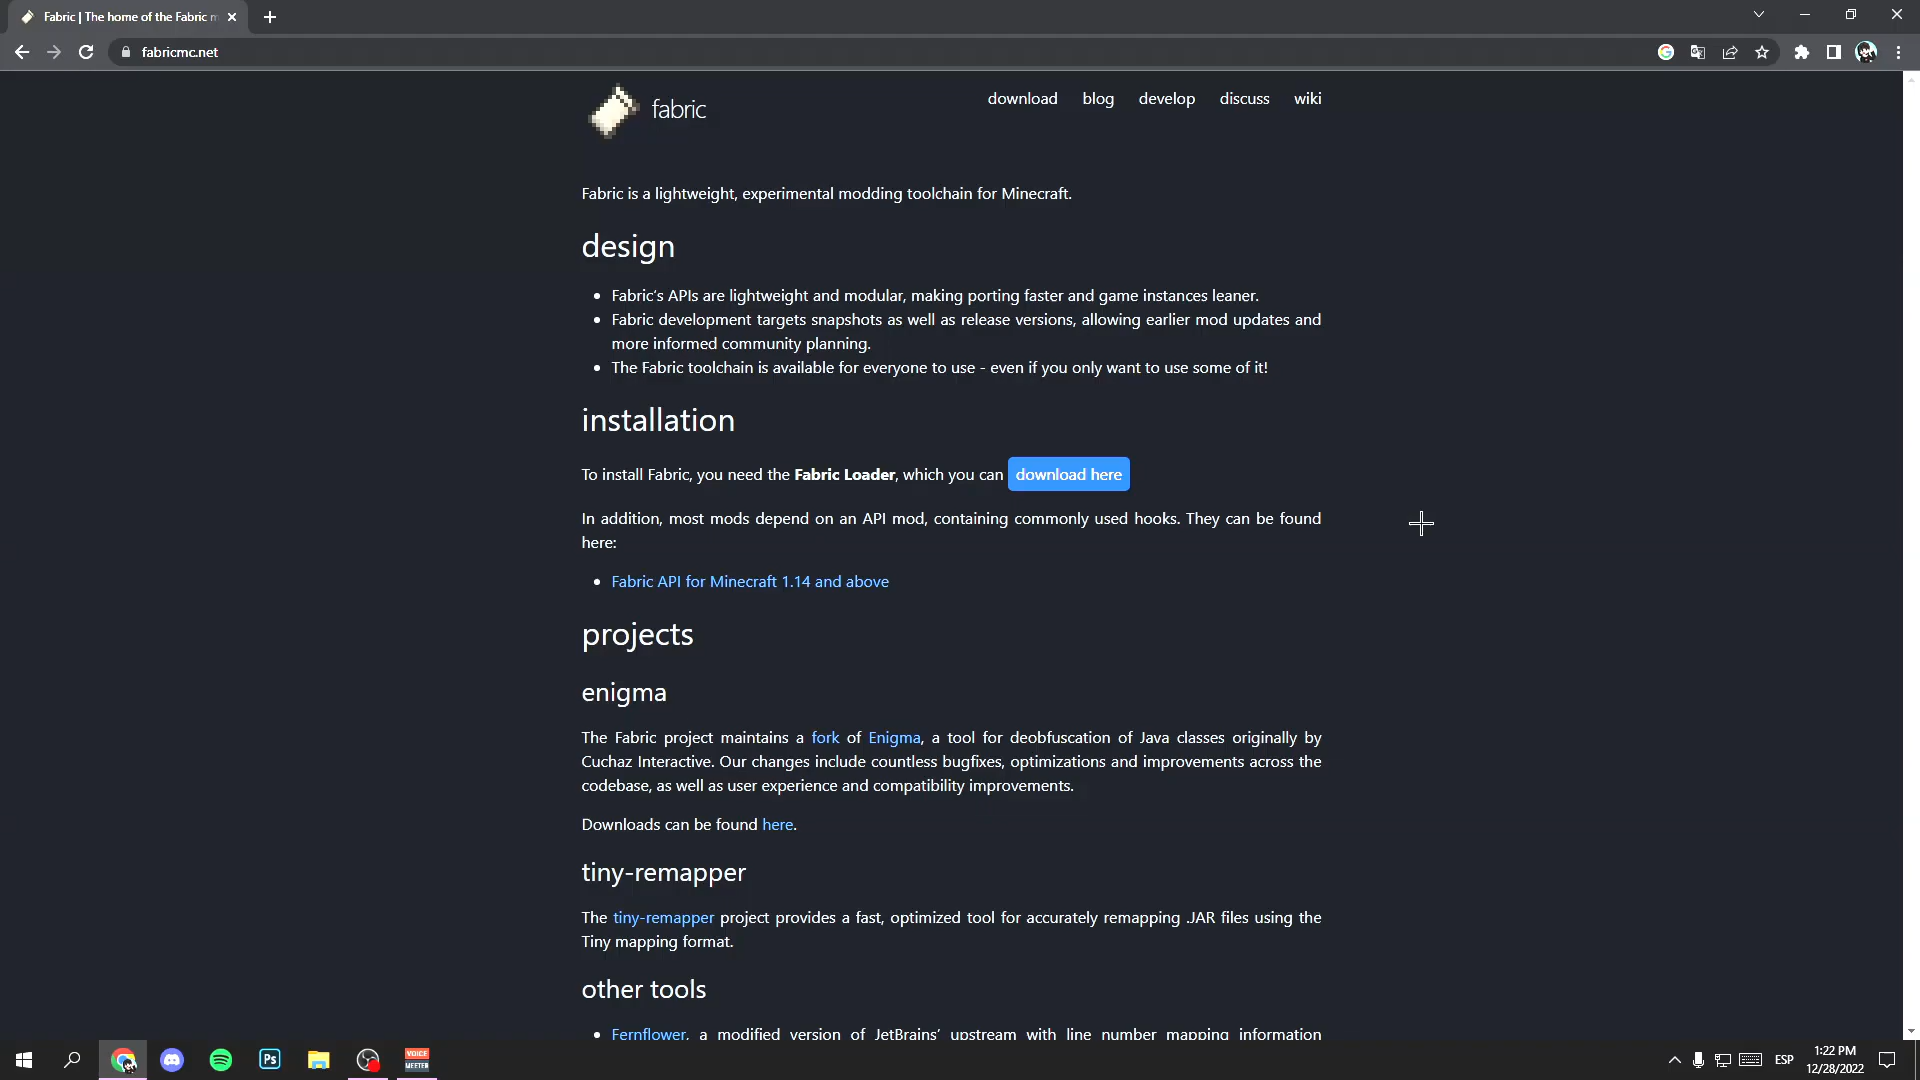 Fabric | The home of the Fabric m
fabricmc.net
fabric
download blog develop discuss wiki
Fabric is a lightweight, experimental modding toolchain for Minecraft.
design
• Fabric's APIs are lightweight and modular, making porting faster and game instances leaner.
• Fabric development targets snapshots as well as release versions, allowing earlier mod updates and
more informed community planning.
• The Fabric toolchain is available for everyone to use - even if you only want to use some of it!
installation
To install Fabric, you need the Fabric Loader, which you can download here
In addition, most mods depend on an API mod, containing commonly used hooks. They can be found
here:
• Fabric API for Minecraft 1.14 and above
projects
enigma
The Fabric project maintains a fork of Enigma, a tool for deobfuscation of Java classes originally by
Cuchaz Interactive. Our changes include countless bugfixes, optimizations and improvements across the
codebase, as well as user experience and compatibility improvements.
Downloads can be found here.
tiny-remapper
The tiny-remapper project provides a fast, optimized tool for accurately remapping .JAR files using the
Tiny mapping format.
other tools
• Fernflower, a modified version of JetBrains' upstream with line number mapping information
Ps
VOICE
MEETER
ESP
1:22 PM
12/28/2022